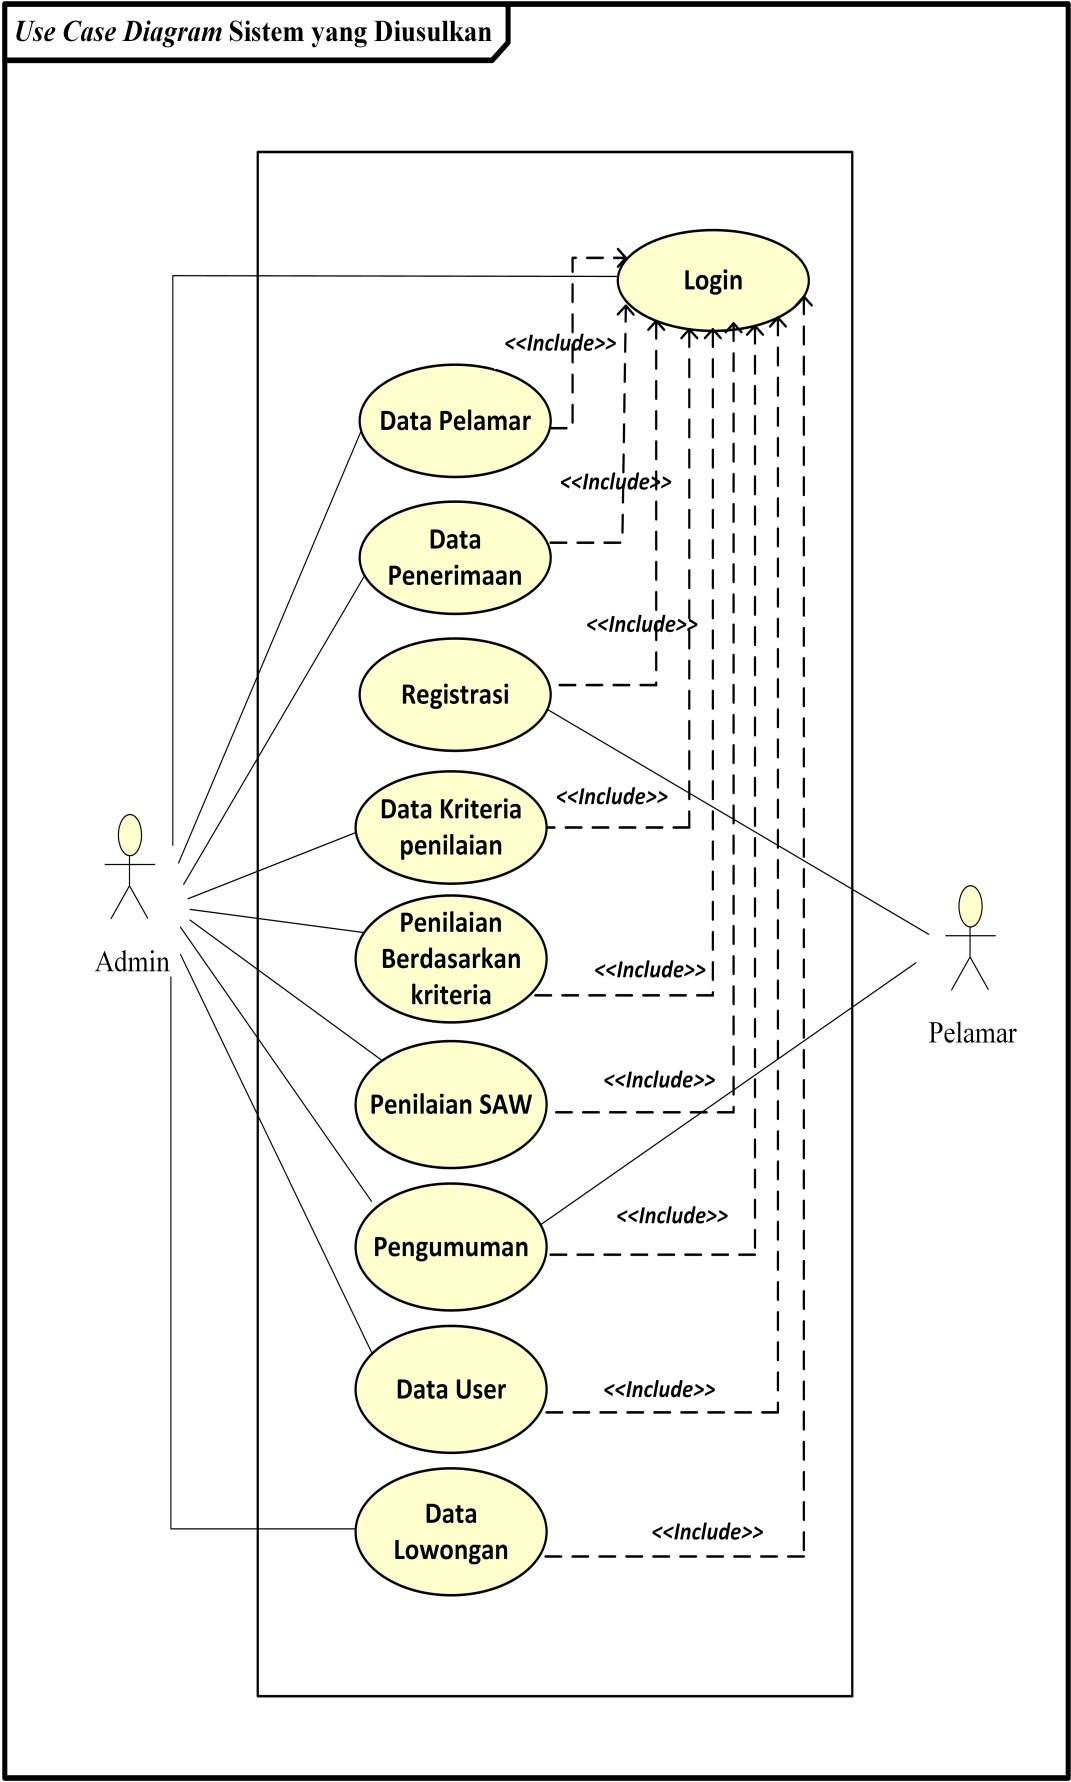 Use Case Diagram Sistem yang Diusulkan
Login
<<Include>>
Data Pelamar
<<Include>>
Data
Penerimaan
<<Include>>
Registrasi
<<Include>>
Data Kriteria
penilaian
Penilaian
Berdasarkan
kriteria
<<Include>>
Admin
Pelamar
<<Include>>
Penilaian SAW
<<Include>>
Pengumuman
<<Include>>
Data User
<<Include>>
Data
Lowongan